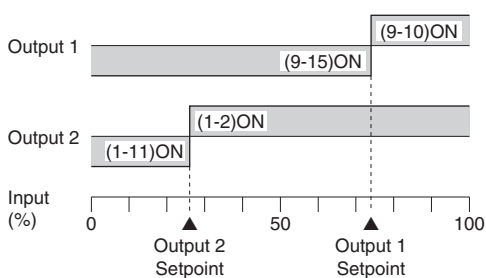 (9-10)ON
Output 1
(9-15)ON
(1-2)ON
Output 2
(1-11)ON
Input
(%)
0
50
100
Output 2
Setpoint
Output 1
Setpoint